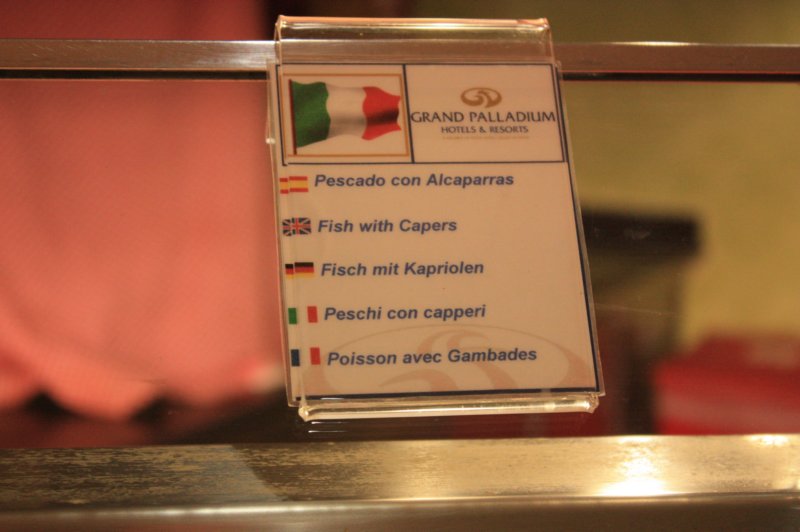 GRAND PALLADIUM
HOTELS & RESORTS
Pescado con Alcaparras
Fish with Capers
Fisch mit Kapriolen
Peschi con capperi
Poisson avec Gambades